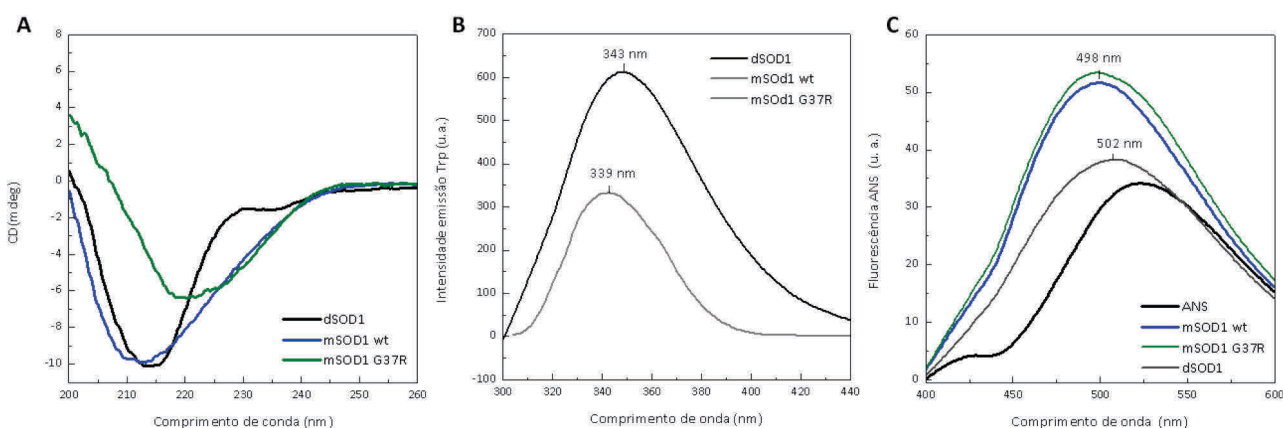 A
8
6
4
2
0
-2
-4
-6
-8
-10
CD(mdeg)
dSOD1
mSOD1 wt
mSOD1 G37R
200 210 220 230 240 250 260
Comprimento de conda (nm)
B
700
600
500
400
300
200
100
0
-100
Intensidade emissão Trp (u.a.)
343 nm
339 nm
dSOD1
mSOd1 wt
mSOd1 G37R
300 320 340 360 380 400 420 440
Comprimento de onda (nm)
C
60
50
40
30
20
10
0
Fluorescência ANS (u. a.)
498 nm
502 nm
ANS
mSOD1 wt
mSOD1 G37R
dSOD1
400 450 500 550 600
Comprimento de onda (nm)